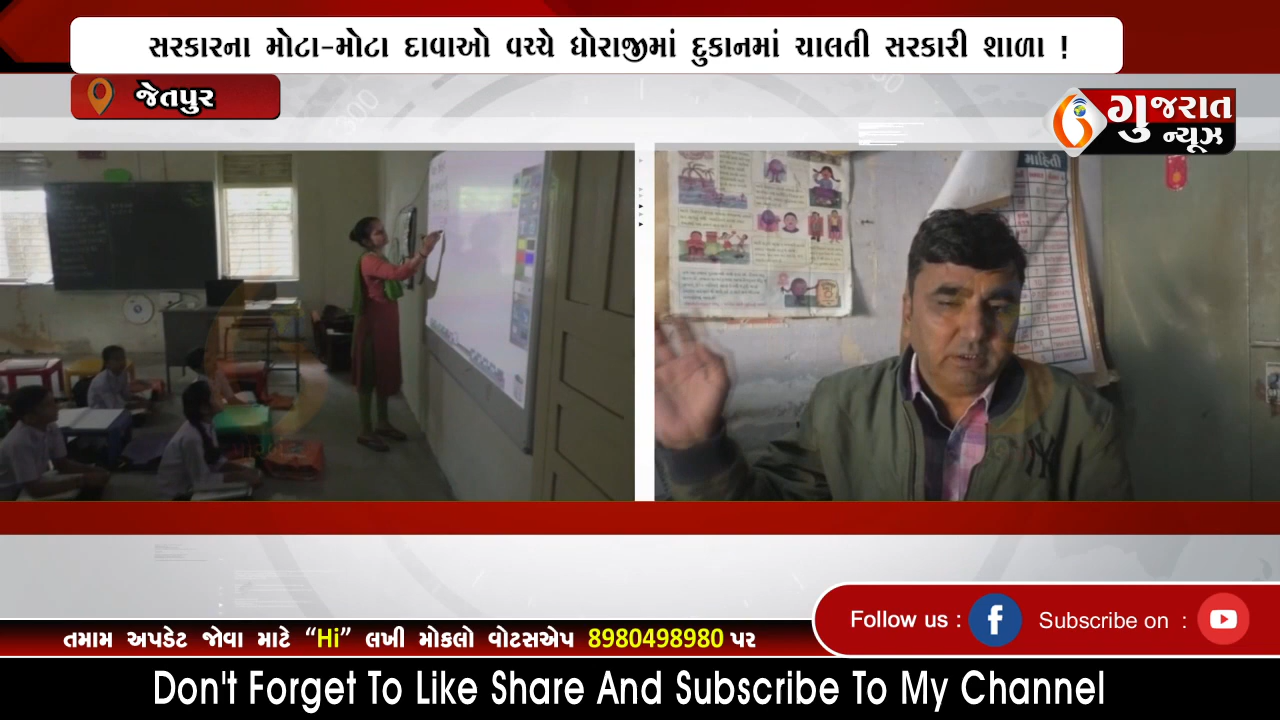 સરકારના મોટા-મોટા દાવાઓ વચ્ચે ધોરાજીમાં દુકાનમાં ચાલતી સરકારી શાળા !
જેતપુર
ગુજરાત
ન્યૂઝ
માહિતી
Follow us :
Subscribe on :
તમામ અપડેટ જોવા માટે “Hi” લખી મોકલો વોટસએપ 8980498980 પર
Don't Forget To Like Share And Subscribe To My Channel